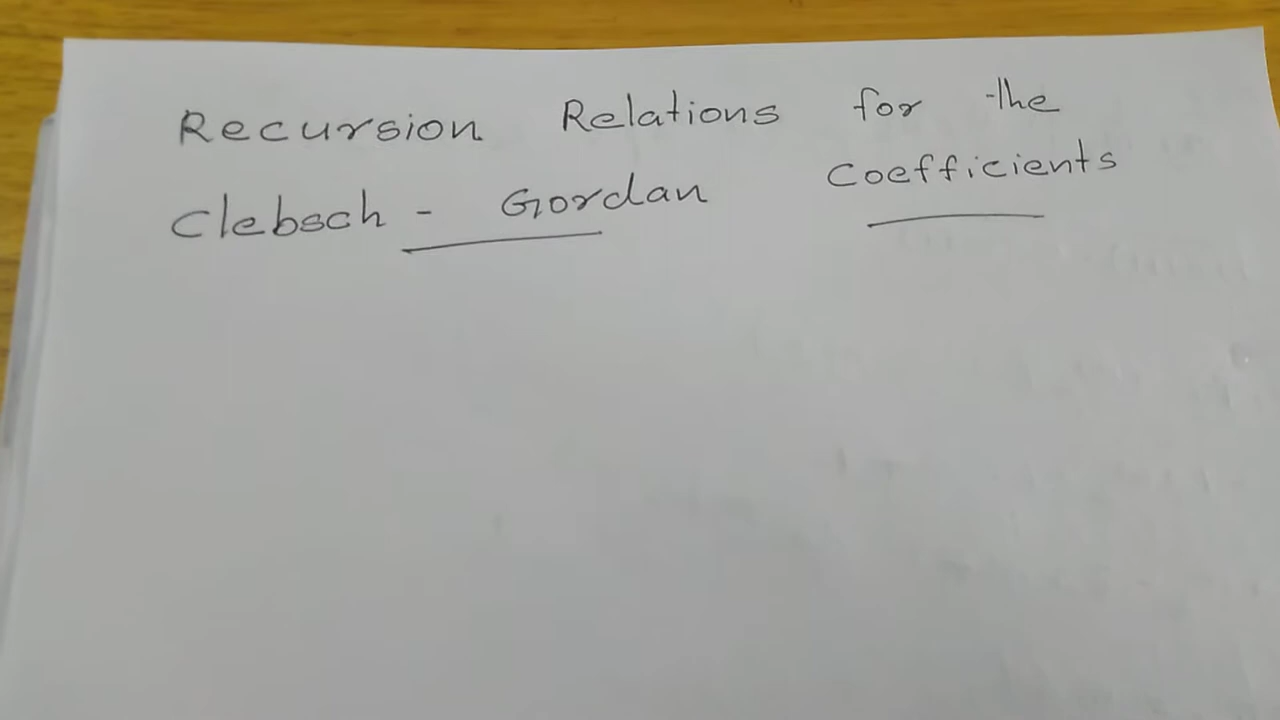 Recursion Relations for the
Clebsch - Gordan Coefficients